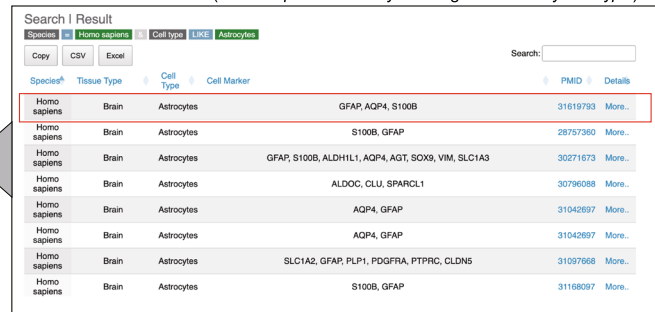 Search | Result
Species = Homo sapiens & Cell type LIKE Astrocytes
Copy CSV Excel Search:
Species Tissue Type Cell Type Cell Marker PMID Details
Homo sapiens Brain Astrocytes GFAP, AQP4, S100B 31619793 More..
Homo sapiens Brain Astrocytes S100B, GFAP 28757360 More..
Homo sapiens Brain Astrocytes GFAP, S100B, ALDH1L1, AQP4, AGT, SOX9, VIM, SLC1A3 30271673 More..
Homo sapiens Brain Astrocytes ALDOC, CLU, SPARCL1 30796088 More..
Homo sapiens Brain Astrocytes AQP4, GFAP 31042697 More..
Homo sapiens Brain Astrocytes AQP4, GFAP 31042697 More..
Homo sapiens Brain Astrocytes SLC1A2, GFAP, PLP1, PDGFRA, PTPRC, CLDN5 31097668 More..
Homo sapiens Brain Astrocytes S100B, GFAP 31168097 More..